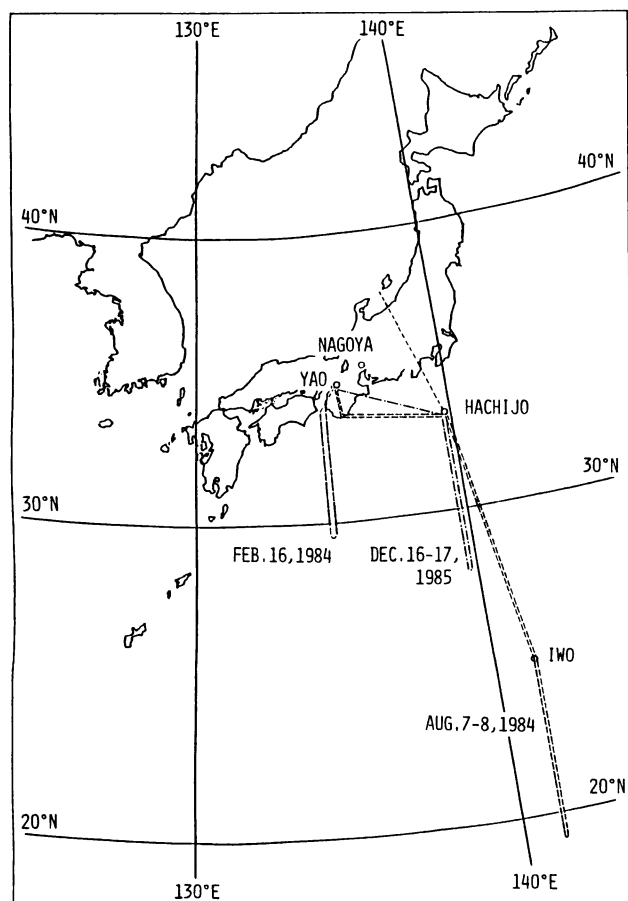 130°E
140°E
40°N
40°N
NAGOYA
YAO
HACHIJO
30°N
30°N
FEB.16,1984
DEC.16-17,
1985
IWO
AUG.7-8,1984
20°N
20°N
130°E
140°E